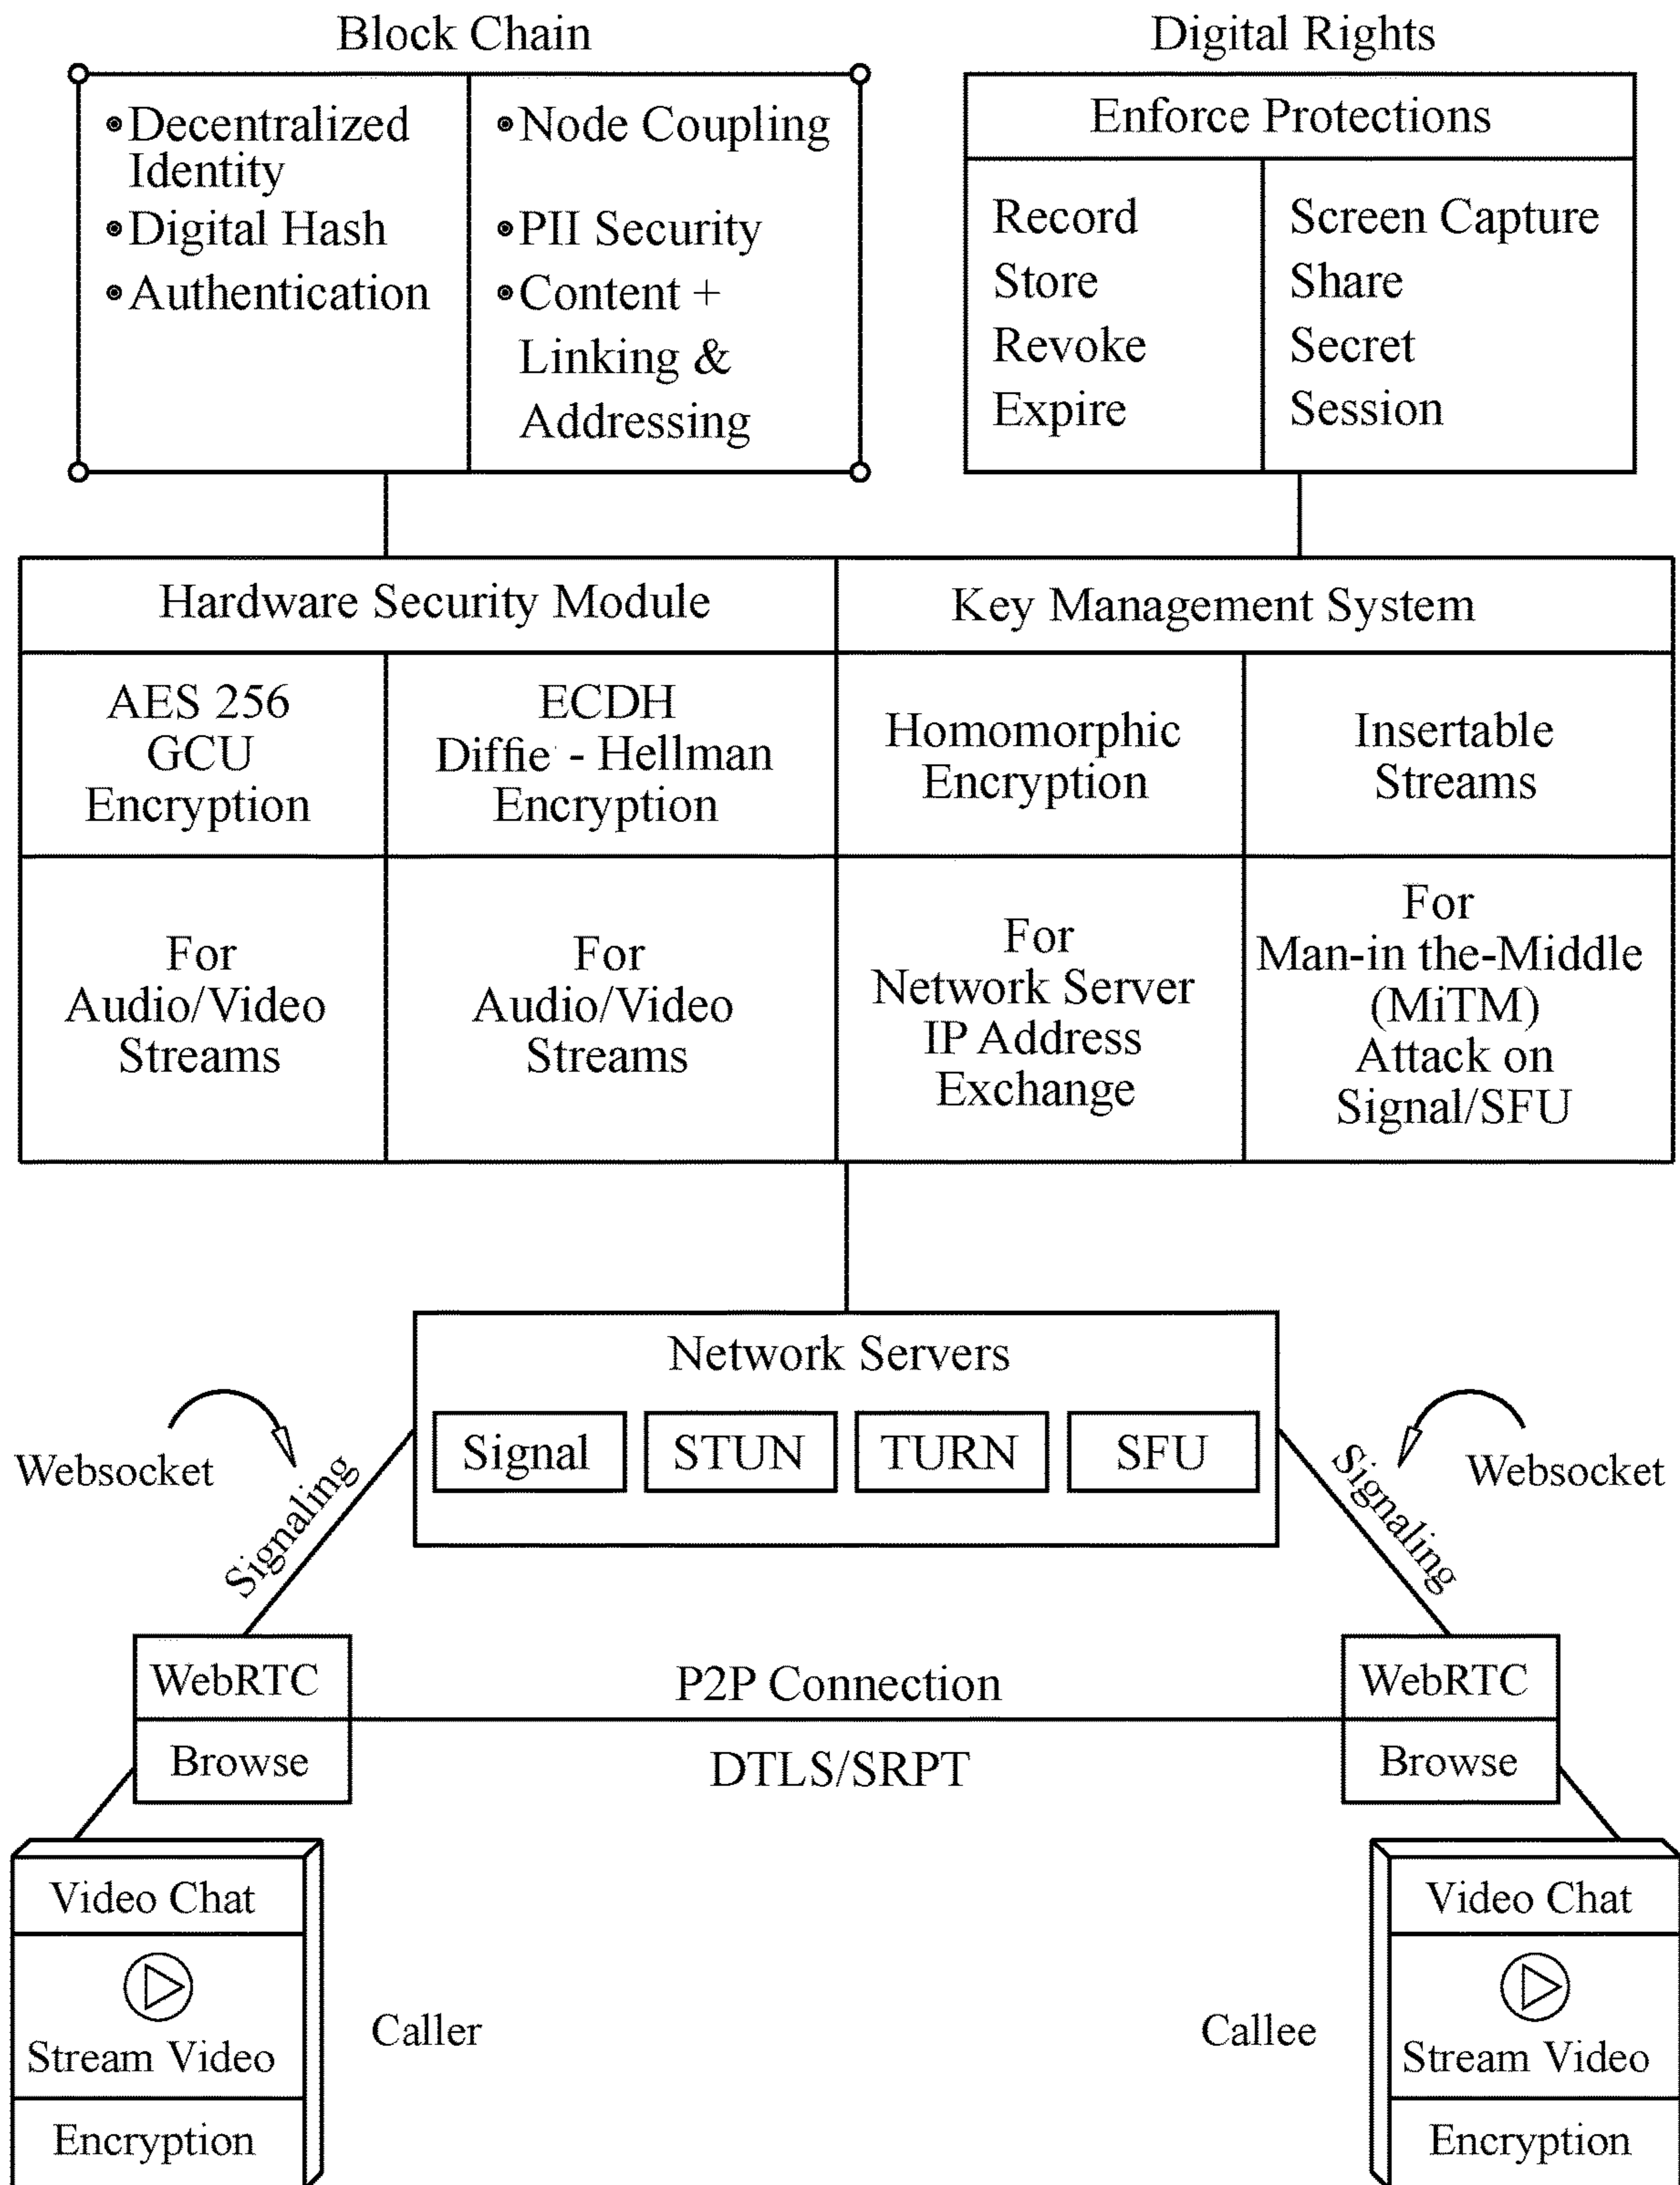 Block Chain
Decentralized
Identity
Digital Hash
Authentication
Node Coupling
PII Security
Content +
Linking &
Addressing
Digital Rights
Enforce Protections
Record
Store
Revoke
Expire
Screen Capture
Share
Secret
Session
Hardware Security Module
Key Management System
AES 256
GCU
Encryption
ECDH
Diffie - Hellman
Encryption
Homomorphic
Encryption
Insertable
Streams
For
Audio/Video
Streams
For
Audio/Video
Streams
For
Network Server
IP Address
Exchange
For
Man-in the-Middle
(MiTM)
Attack on
Signal/SFU
Network Servers
Signal
STUN
TURN
SFU
Websocket
Signaling
Signaling
Websocket
WebRTC
Browse
P2P Connection
DTLS/SRPT
WebRTC
Browse
Video Chat
Stream Video
Encryption
Caller
Callee
Video Chat
Stream Video
Encryption